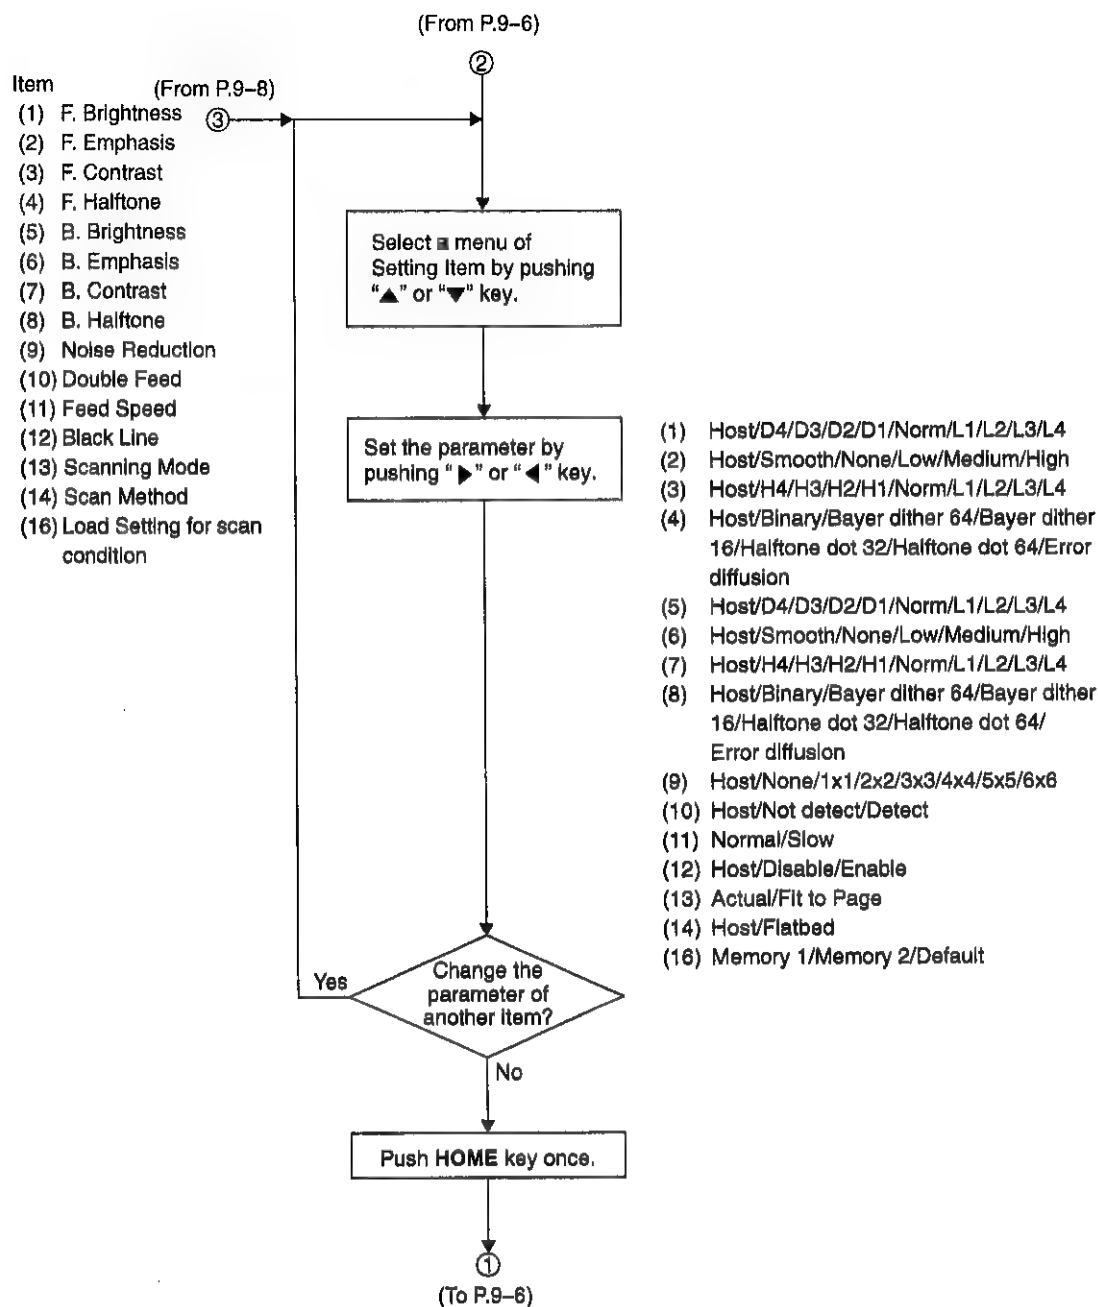 (From P.9–6)
②
Item
(From P.9–8)
③
(1) F. Brightness
(2) F. Emphasis
(3) F. Contrast
(4) F. Halftone
(5) B. Brightness
(6) B. Emphasis
(7) B. Contrast
(8) B. Halftone
(9) Noise Reduction
(10) Double Feed
(11) Feed Speed
(12) Black Line
(13) Scanning Mode
(14) Scan Method
(16) Load Setting for scan
condition
Select a menu of
Setting Item by pushing
“▲” or “▼” key.
Set the parameter by
pushing “▶” or “◀” key.
(1) Host/D4/D3/D2/D1/Norm/L1/L2/L3/L4
(2) Host/Smooth/None/Low/Medium/High
(3) Host/H4/H3/H2/H1/Norm/L1/L2/L3/L4
(4) Host/Binary/Bayer dither 64/Bayer dither
16/Halftone dot 32/Halftone dot 64/Error
diffusion
(5) Host/D4/D3/D2/D1/Norm/L1/L2/L3/L4
(6) Host/Smooth/None/Low/Medium/High
(7) Host/H4/H3/H2/H1/Norm/L1/L2/L3/L4
(8) Host/Binary/Bayer dither 64/Bayer dither
16/Halftone dot 32/Halftone dot 64/
Error diffusion
(9) Host/None/1x1/2x2/3x3/4x4/5x5/6x6
(10) Host/Not detect/Detect
(11) Normal/Slow
(12) Host/Disable/Enable
(13) Actual/Fit to Page
(14) Host/Flatbed
(16) Memory 1/Memory 2/Default
Change the
parameter of
another item?
Yes
No
Push HOME key once.
①
(To P.9–6)